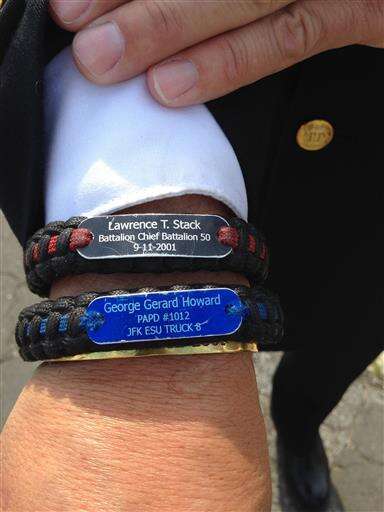 Lawrence T. Stack
Battalion Chief Battalion 50
9-11-2001
George Gerard Howard
PAPD #1012
JFK ESU TRUCK 8